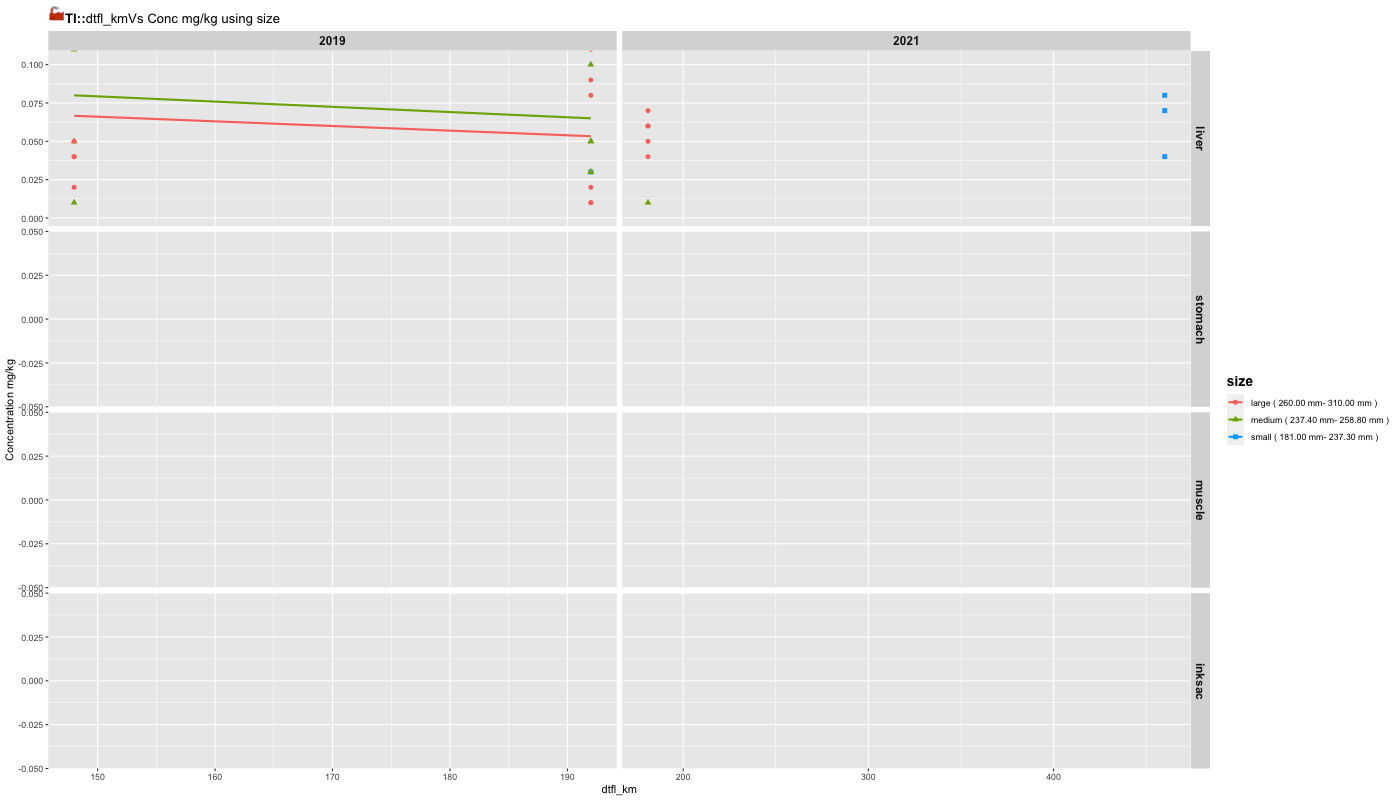 Tl::dtfl_kmVs Conc mg/kg using size
2019
2021
0.100
0.075
0.050
0.025
0.000
liver
0.050
0.025
0.000
-0.025
-0.050
stomach
0.050
0.025
0.000
-0.025
-0.050
muscle
0.050
0.025
0.000
-0.025
-0.050
inksac
150
160
170
180
190
200
300
400
dtfl_km
Concentration mg/kg
size
large ( 260.00 mm- 310.00 mm )
medium ( 237.40 mm- 258.80 mm )
small ( 181.00 mm- 237.30 mm )